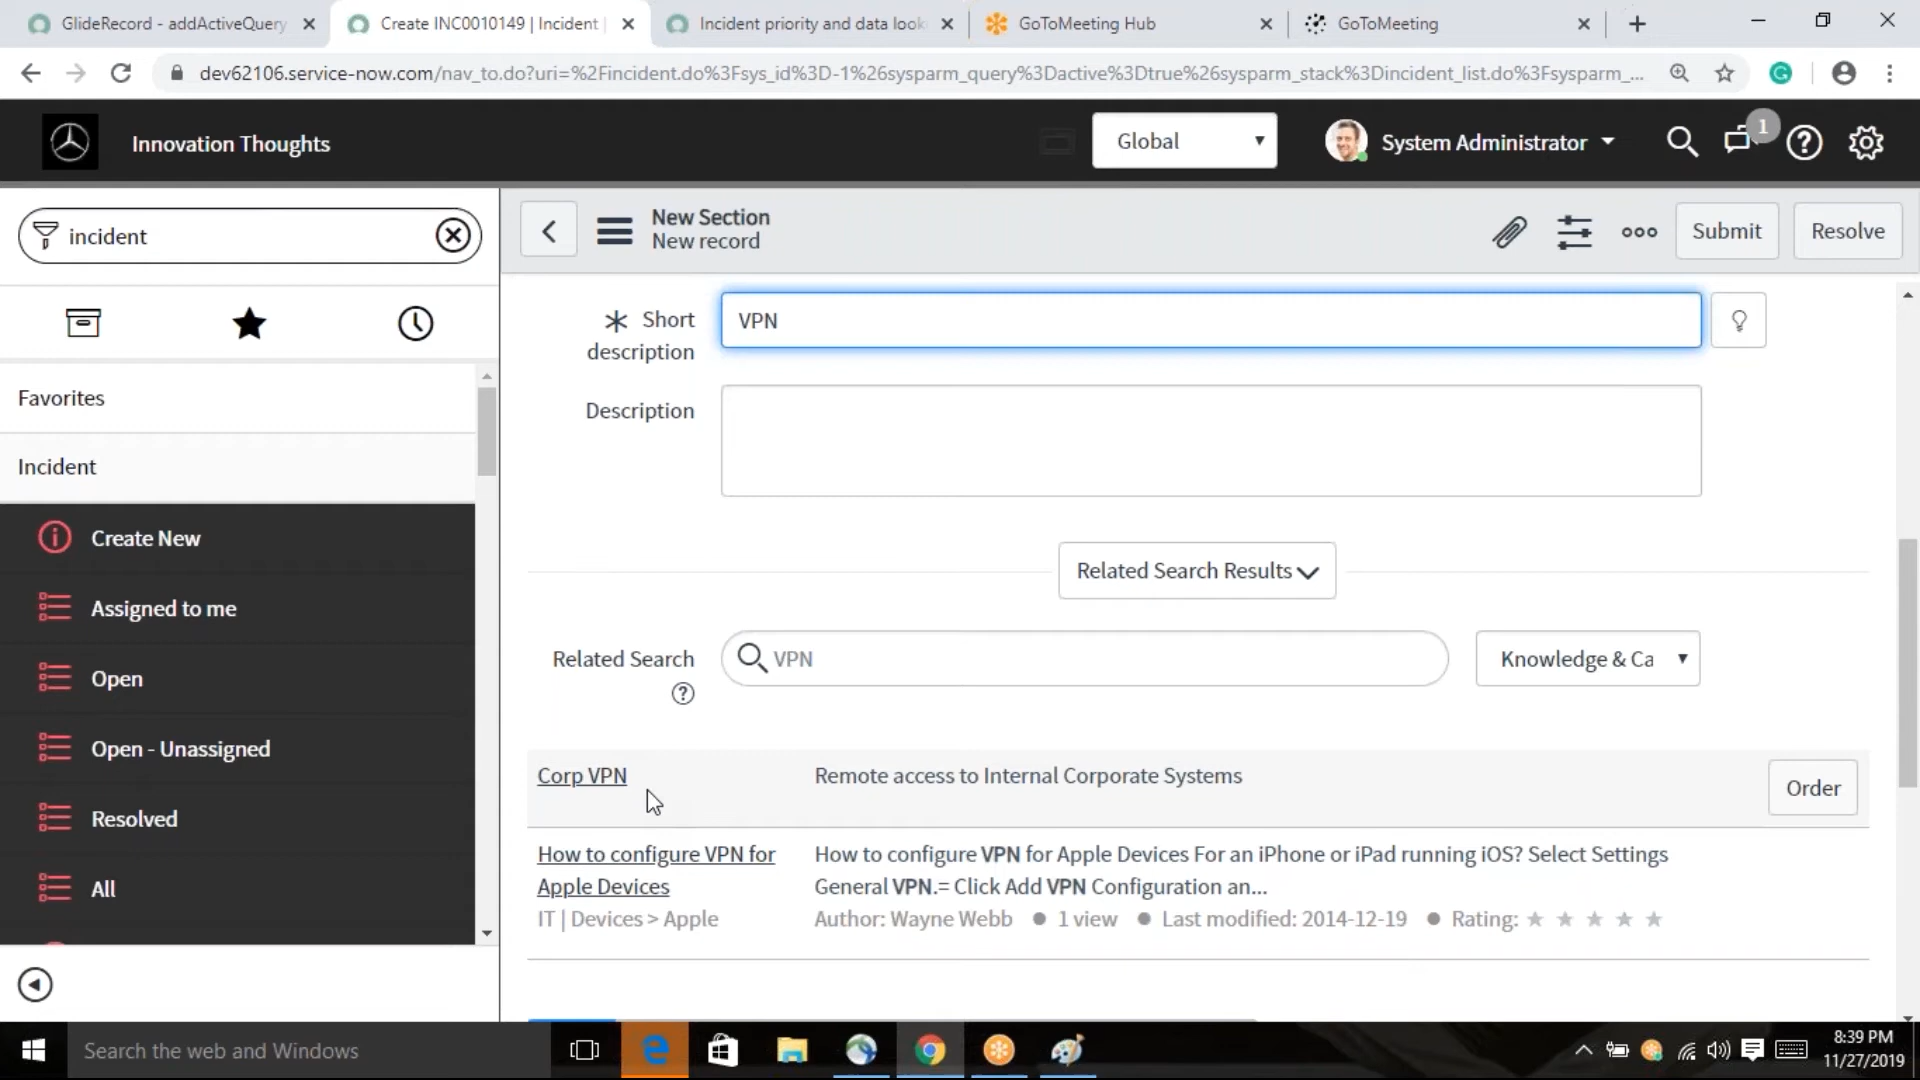 GlideRecord - addActiveQuery
Create INC0010149 | Incident |
Incident priority and data look
GoToMeeting Hub
GoToMeeting
dev62106.service-now.com/nav_to.do?uri=%2Fincident.do%3Fsys_id%3D-1%26sysparm_query%3Dactive%3Dtrue%26sysparm_stack%3Dincident_list.do%3Fsysparm_...
Innovation Thoughts
Global
System Administrator
1
incident
New Section
New record
Submit
Resolve
Favorites
Incident
Create New
Assigned to me
Open
Open - Unassigned
Resolved
All
Short
description
VPN
Description
Related Search Results
Related Search
VPN
Knowledge & Ca
Corp VPN
Remote access to Internal Corporate Systems
Order
How to configure VPN for
Apple Devices
How to configure VPN for Apple Devices For an iPhone or iPad running iOS? Select Settings
General VPN.= Click Add VPN Configuration an...
IT | Devices > Apple
Author: Wayne Webb ● 1 view ● Last modified: 2014-12-19 ● Rating: ★ ★ ★ ★ ★
Search the web and Windows
8:39 PM
11/27/2019